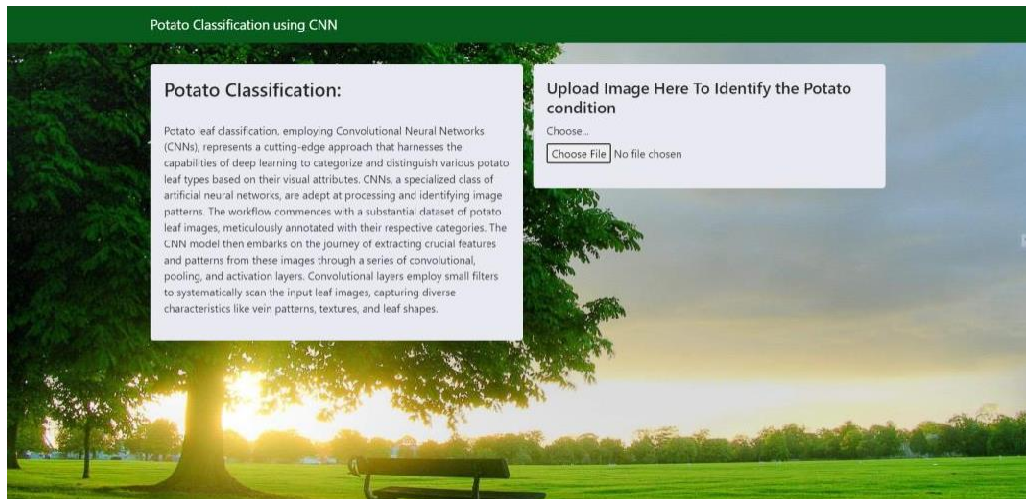 Potato Classification using CNN
Potato Classification:
Potato leaf classification, employing Convolutional Neural Networks
(CNNs), represents a cutting-edge approach that harnesses the
capabilities of deep learning to categorize and distinguish various potato
leaf types based on their visual attributes. CNNs, a specialized class of
artificial neural networks, are adept at processing and identifying image
patterns. The workflow commences with a substantial dataset of potato
leaf images, meticulously annotated with their respective categories. The
CNN model then embarks on the journey of extracting crucial features
and patterns from these images through a series of convolutional,
pooling, and activation layers. Convolutional layers employ small filters
to systematically scan the input leaf images, capturing diverse
characteristics like vein patterns, textures, and leaf shapes.
Upload Image Here To Identify the Potato
condition
Choose...
Choose File No file chosen